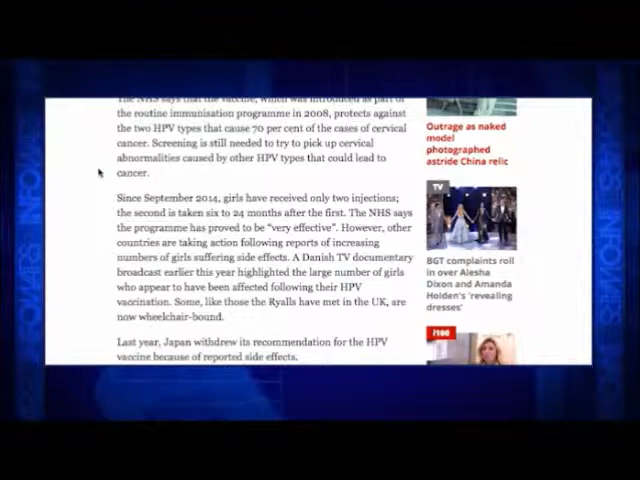 The NHS says that the vaccine, which was introduced as part of
the routine immunisation programme in 2008, protects against
the two HPV types that cause 70 per cent of the cases of cervical
cancer. Screening is still needed to try to pick up cervical
abnormalities caused by other HPV types that could lead to
cancer.
Since September 2014, girls have received only two injections;
the second is taken six to 24 months after the first. The NHS says
the programme has proved to be “very effective”. However, other
countries are taking action following reports of increasing
numbers of girls suffering side effects. A Danish TV documentary
broadcast earlier this year highlighted the large number of girls
who appear to have been affected following their HPV
vaccination. Some, like those the Ryalls have met in the UK, are
now wheelchair-bound.
Last year, Japan withdrew its recommendation for the HPV
vaccine because of reported side effects.
Outrage as naked
model
photographed
astride China relic
TV
BGT complaints roll
in over Alesha
Dixon and Amanda
Holden's 'revealing
dresses'
i100
INFOWARS